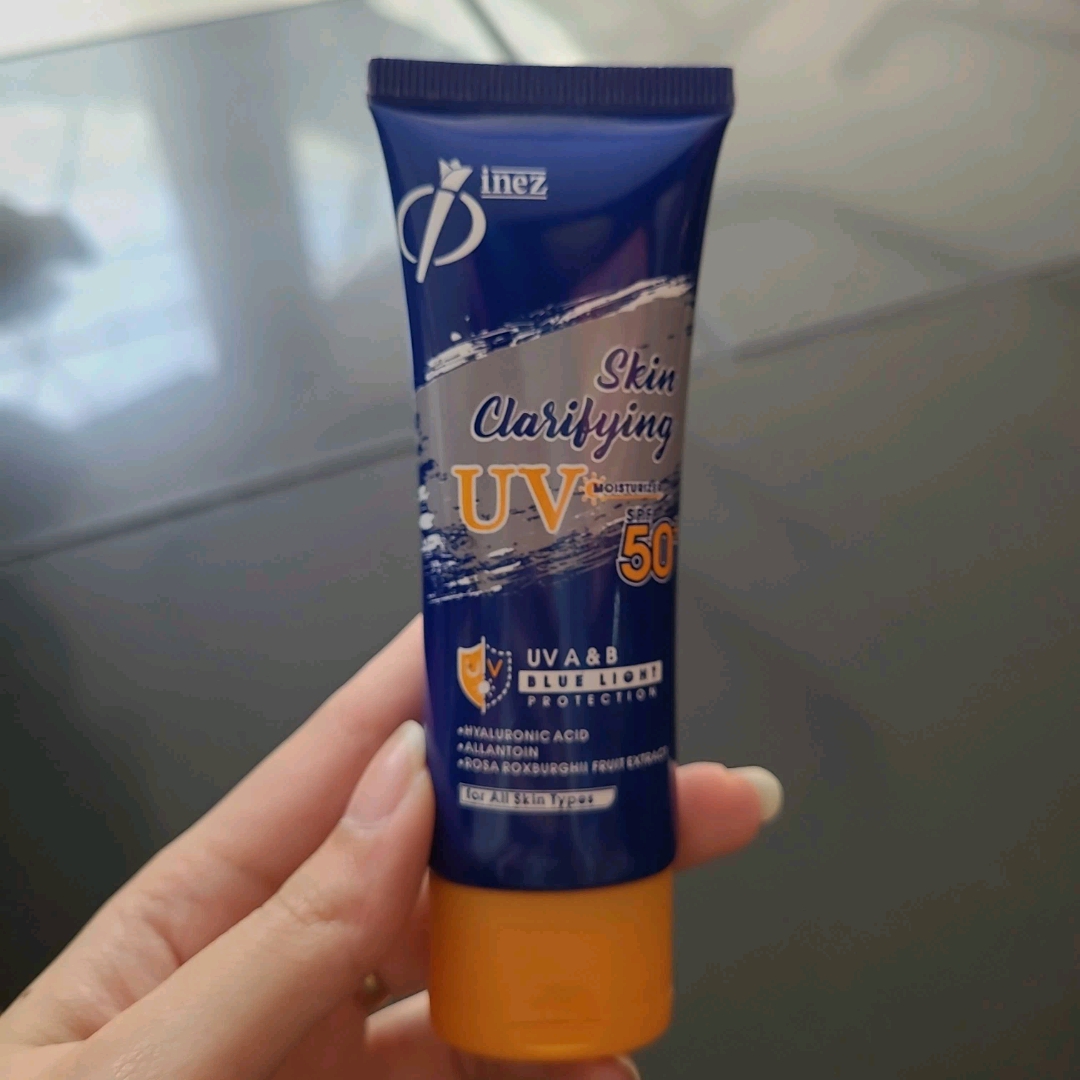 inez
Skin
Clarifying
UV MOISTURIZER
SPF
50+
UV
UV A & B
BLUE LIGHT
PROTECTION
•HYALURONIC ACID
•ALLANTOIN
•ROSA ROXBURGHII FRUIT EXTRACT
for All Skin Types